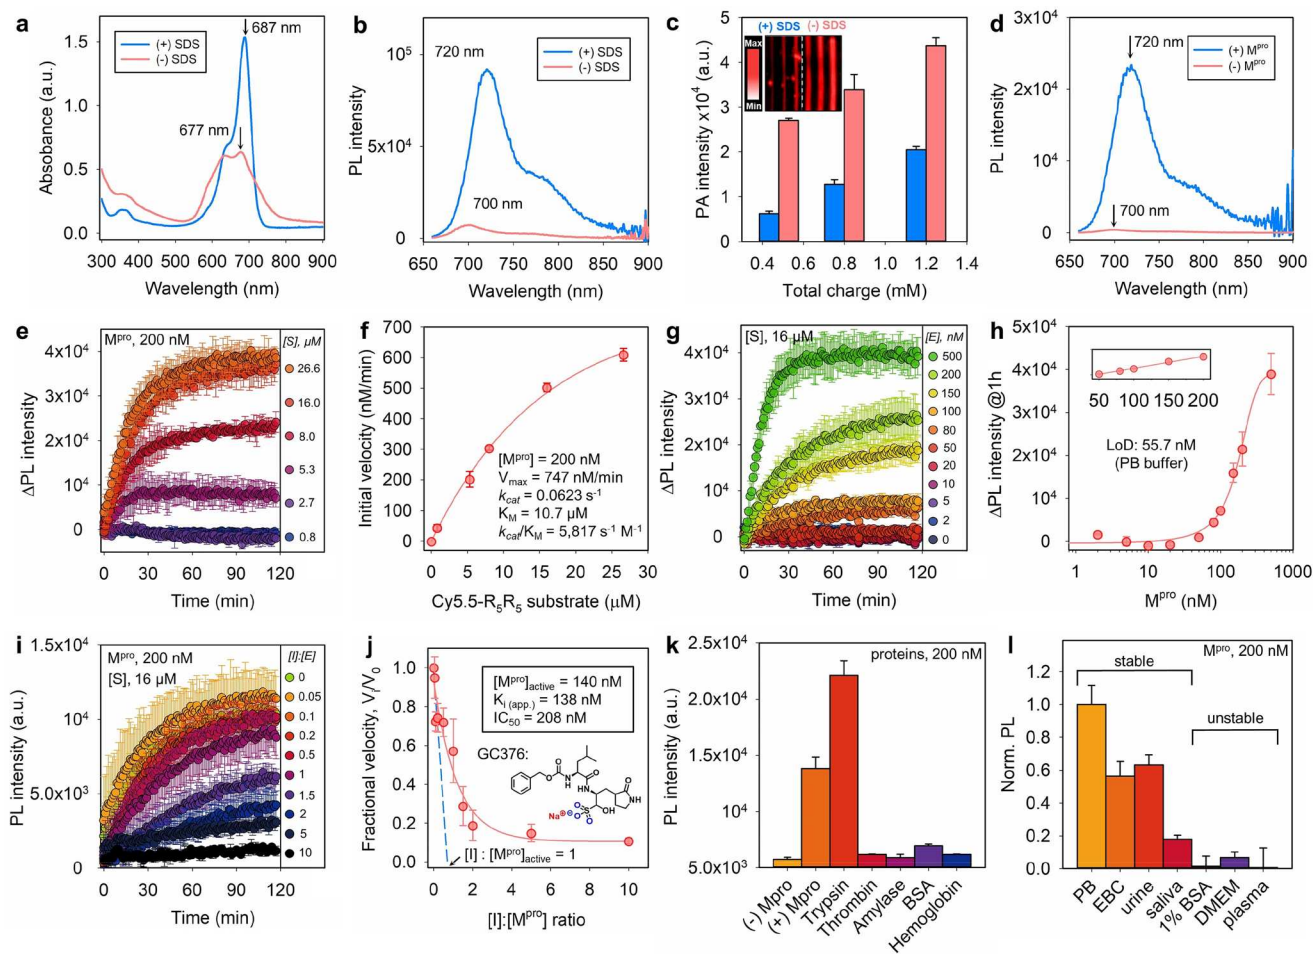 a
687 nm
(+) SDS
(-) SDS
677 nm
1.5
1.0
0.5
0.0
Absorbance (a.u.)
300 400 500 600 700 800 900
Wavelength (nm)
b
720 nm
(+) SDS
(-) SDS
700 nm
10⁵
5x10⁴
0
PL intensity
600 700 800 900
Wavelength (nm)
c
(+) SDS (-) SDS
Max
Min
5
4
3
2
1
0
PA intensity x10⁴ (a.u.)
0.4 0.6 0.8 1.0 1.2 1.4
Total charge (mM)
d
720 nm
(+) Mᵖʳᵒ
(-) Mᵖʳᵒ
700 nm
3x10⁴
2x10⁴
10⁴
0
PL intensity
600 650 700 750 800 850 900
Wavelength (nm)
e
Mᵖʳᵒ, 200 nM
[S], µM
26.6
16.0
8.0
5.3
2.7
0.8
4x10⁴
3x10⁴
2x10⁴
10⁴
0
ΔPL intensity
0 30 60 90 120
Time (min)
f
700
600
500
400
300
200
100
0
Initial velocity (nM/min)
[Mᵖʳᵒ] = 200 nM
Vmax = 747 nM/min
kcat = 0.0623 s⁻¹
KM = 10.7 µM
kcat/KM = 5,817 s⁻¹ M⁻¹
0 5 10 15 20 25 30
Cy5.5-R₅R₅ substrate (µM)
g
[S], 16 µM
[E], nM
500
200
150
100
80
50
20
10
5
2
0
4x10⁴
3x10⁴
2x10⁴
10⁴
0
ΔPL intensity
0 30 60 90 120
Time (min)
h
50 100 150 200
LoD: 55.7 nM
(PB buffer)
5x10⁴
4x10⁴
3x10⁴
2x10⁴
10⁴
0
ΔPL intensity @1h
1 10 100 1000
Mᵖʳᵒ (nM)
i
Mᵖʳᵒ, 200 nM
[S], 16 µM
[I]:[E]
0
0.05
0.1
0.2
0.5
1
1.5
2
5
10
1.5x10⁴
10⁴
5.0x10³
0
PL intensity (a.u.)
0 30 60 90 120
Time (min)
j
1.0
0.8
0.6
0.4
0.2
0.0
Fractional velocity, Vi/V0
[Mᵖʳᵒ]active = 140 nM
Ki (app.) = 138 nM
IC50 = 208 nM
GC376:
O
O
N
H
O
NH
O
NH
OH
S
O
O
O
Na⊕⊖
[I] : [Mᵖʳᵒ]active = 1
0 2 4 6 8 10
[I]:[Mᵖʳᵒ] ratio
k
proteins, 200 nM
2.5x10⁴
2.0x10⁴
1.5x10⁴
10⁴
5.0x10³
PL intensity (a.u.)
(-) Mpro
(+) Mpro
Trypsin
Thrombin
Amylase
BSA
Hemoglobin
l
Mᵖʳᵒ, 200 nM
stable
unstable
1.2
1.0
0.8
0.6
0.4
0.2
0.0
Norm. PL
PB
EBC
urine
saliva
1% BSA
DMEM
plasma